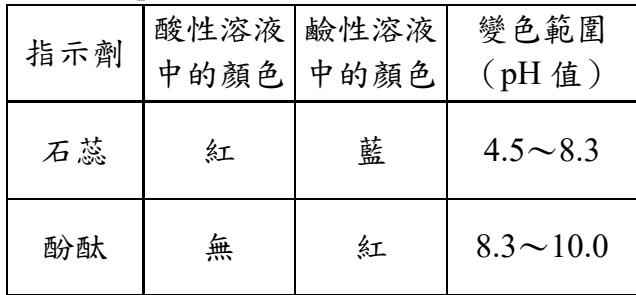 指示劑 酸性溶液中的顏色 鹼性溶液中的顏色 變色範圍（pH 值）
石蕊 紅 藍 4.5～8.3
酚酞 無 紅 8.3～10.0